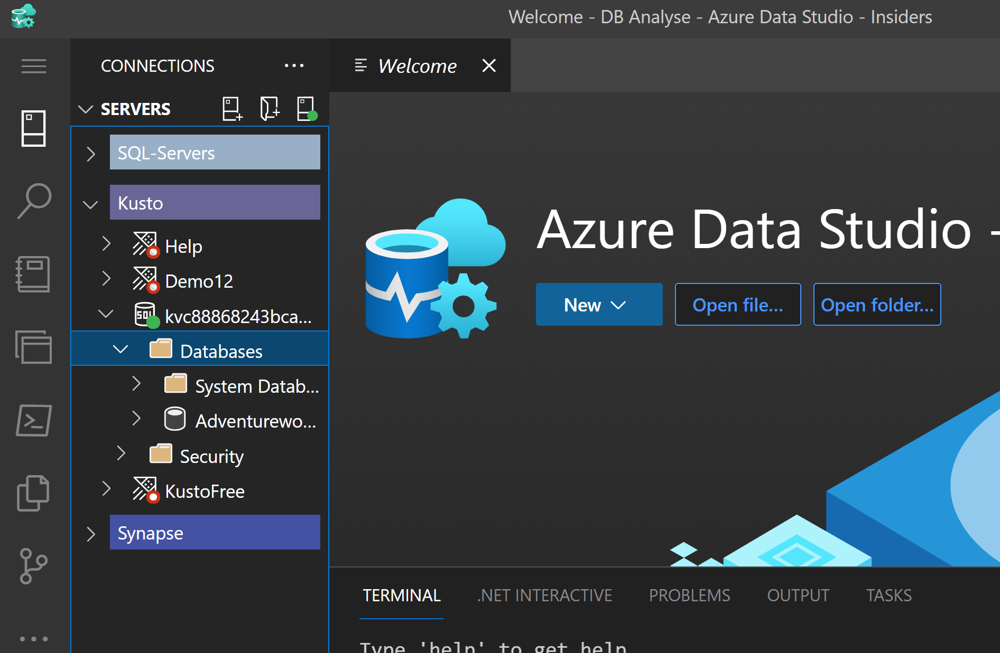 Welcome - DB Analyse - Azure Data Studio - Insiders
CONNECTIONS
Welcome
SERVERS
SQL-Servers
Kusto
Help
Demo12
SQL
kvc88868243bca...
Databases
System Datab...
Adventurewo...
Security
KustoFree
Synapse
Azure Data Studio -
New
Open file...
Open folder...
TERMINAL
.NET INTERACTIVE
PROBLEMS
OUTPUT
TASKS
Type 'help' to get help